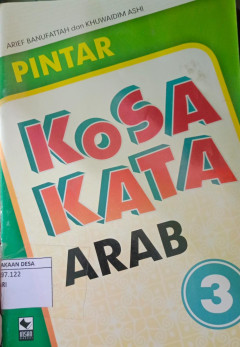 ARIEF BANUFATTAH dan KHUWAIDIM ASHI
PINTAR
KoSA
KATA
ARAB
AKAAN DESA
97.122
3